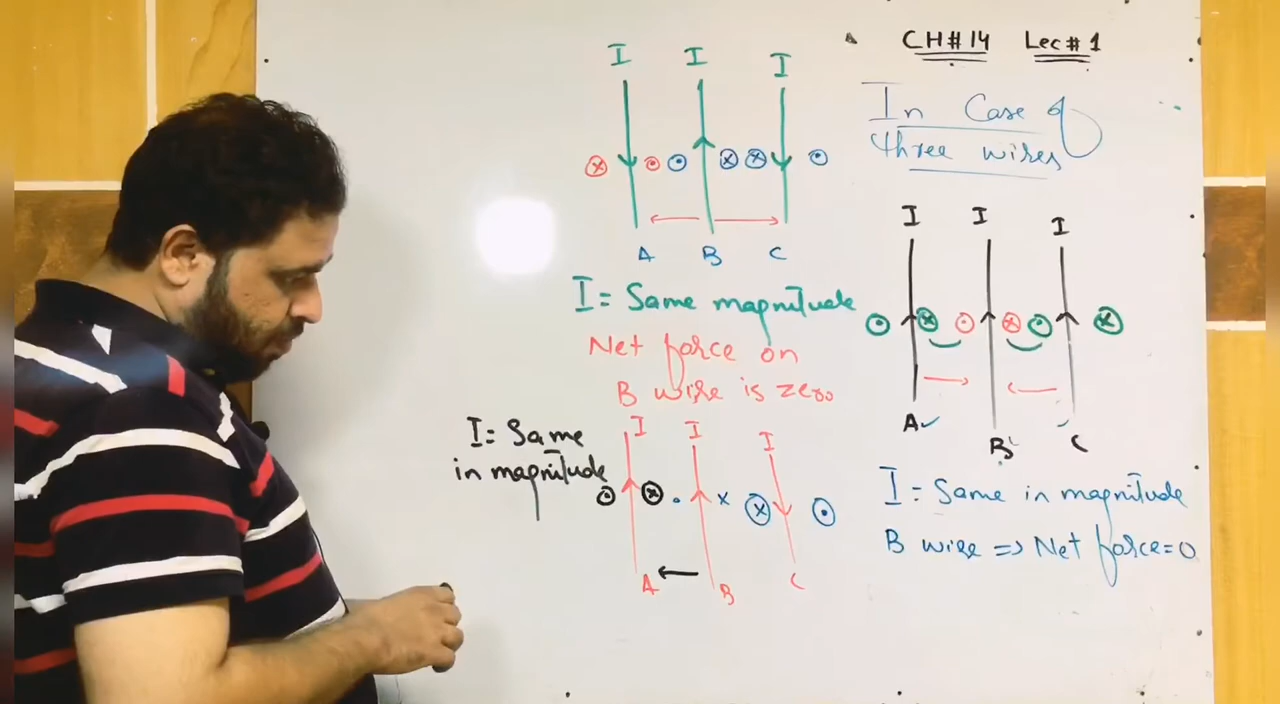 CH#14 Lec#1
In Case of
three wires
I I I
A B C
I = Same magnitude
Net force on
B wire is zero
I I I
A B C
I = Same in magnitude
B wire ⇒ Net force=0
I = Same
in magnitude
I I I
A B C